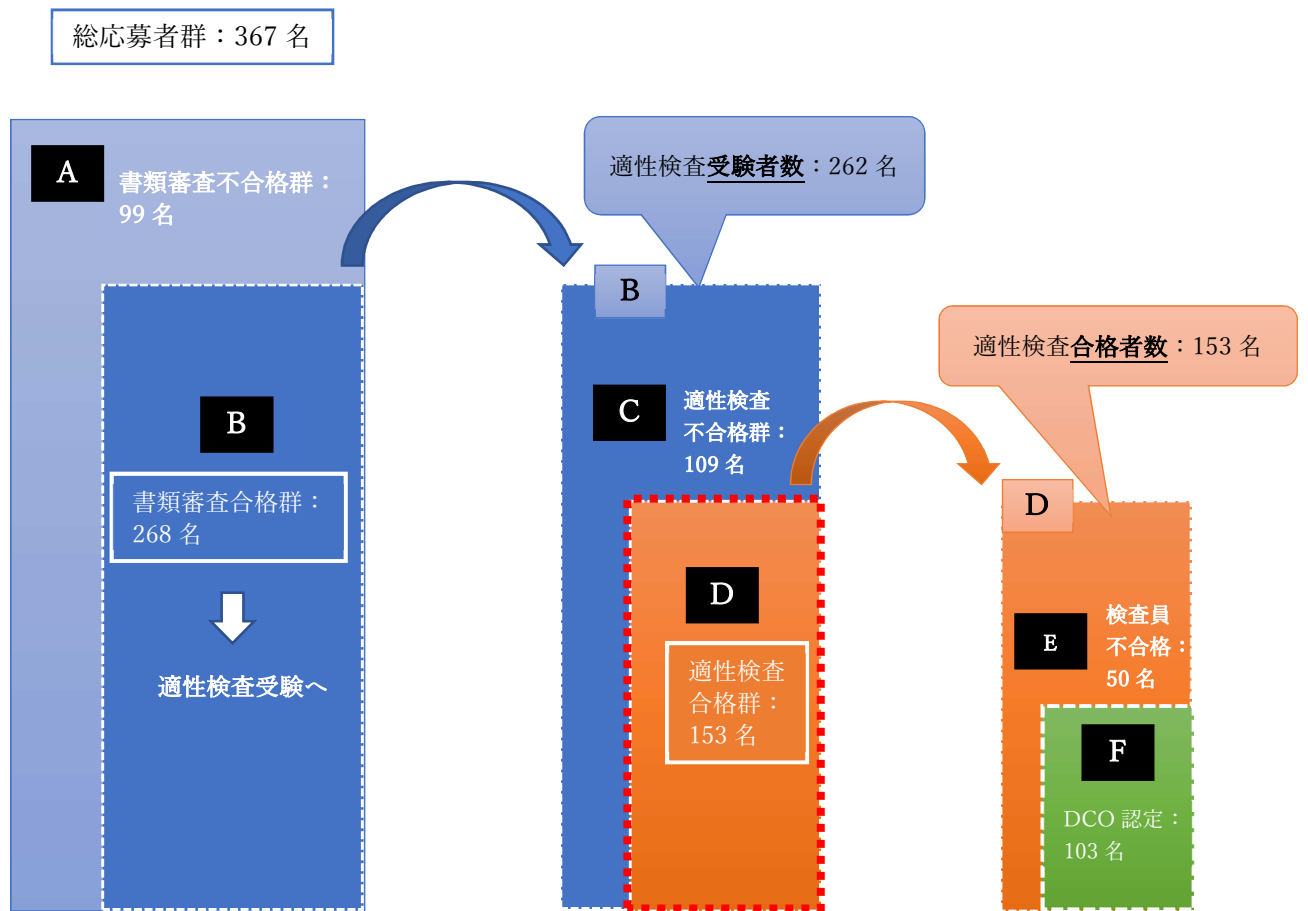 総応募者群：367 名
A
書類審査不合格群：
99 名
B
書類審査合格群：
268 名
適性検査受験へ
適性検査受験者数：262 名
B
C
適性検査
不合格群：
109 名
D
適性検査
合格群：
153 名
適性検査合格者数：153 名
D
E
検査員
不合格：
50 名
F
DCO 認定：
103 名